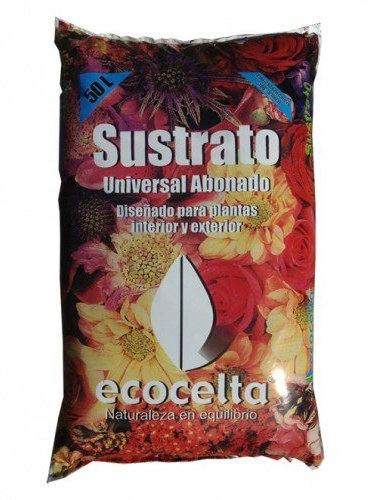 50 L
Sustrato
Universal Abonado
Diseñado para plantas
interior y exterior
ecocelta
Naturaleza en equilibrio